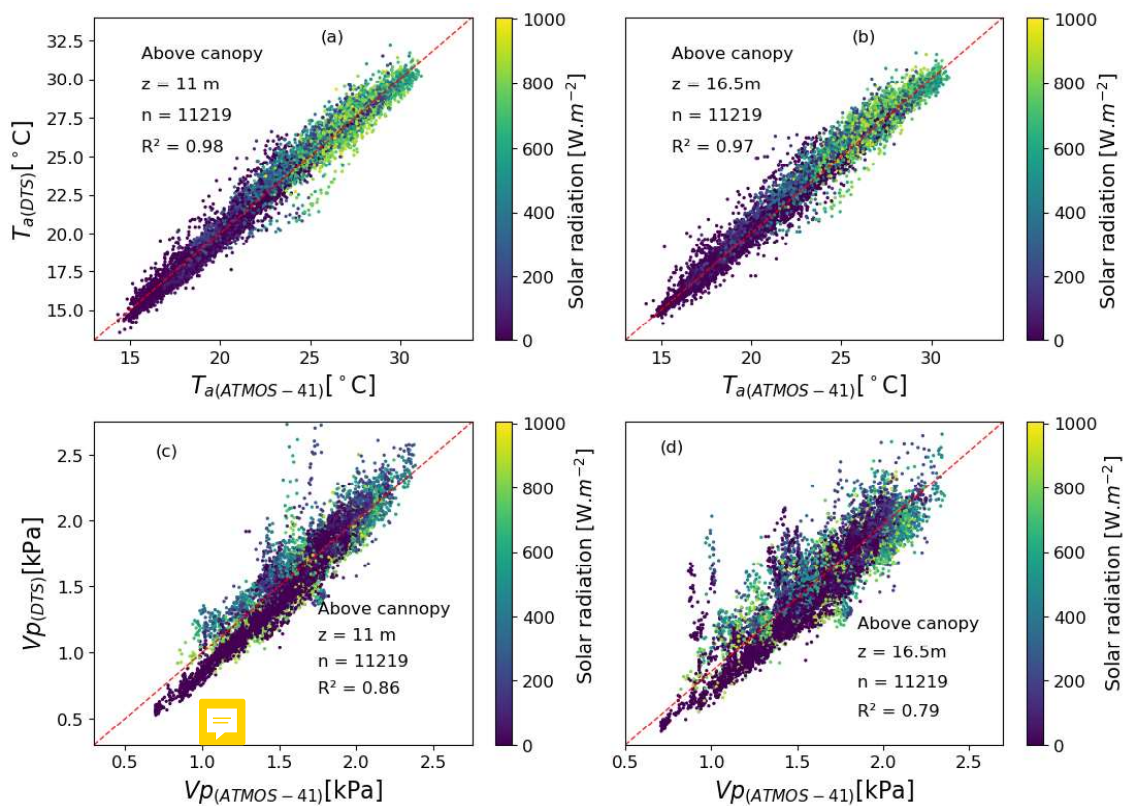 (a)
Above canopy
z = 11 m
n = 11219
R² = 0.98
32.5
30.0
27.5
25.0
22.5
20.0
17.5
15.0
T_a(DTS)[°C]
15 20 25 30
T_a(ATMOS − 41)[°C]
1000
800
600
400
200
0
Solar radiation [W.m⁻²]
(b)
Above canopy
z = 16.5m
n = 11219
R² = 0.97
15 20 25 30
T_a(ATMOS − 41)[°C]
1000
800
600
400
200
0
Solar radiation [W.m⁻²]
(c)
Above cannopy
z = 11 m
n = 11219
R² = 0.86
2.5
2.0
1.5
1.0
0.5
Vp_(DTS)[kPa]
0.5 1.0 1.5 2.0 2.5
Vp_(ATMOS − 41)[kPa]
1000
800
600
400
200
0
Solar radiation [W.m⁻²]
(d)
Above canopy
z = 16.5m
n = 11219
R² = 0.79
0.5 1.0 1.5 2.0 2.5
Vp_(ATMOS − 41)[kPa]
1000
800
600
400
200
0
Solar radiation [W.m⁻²]